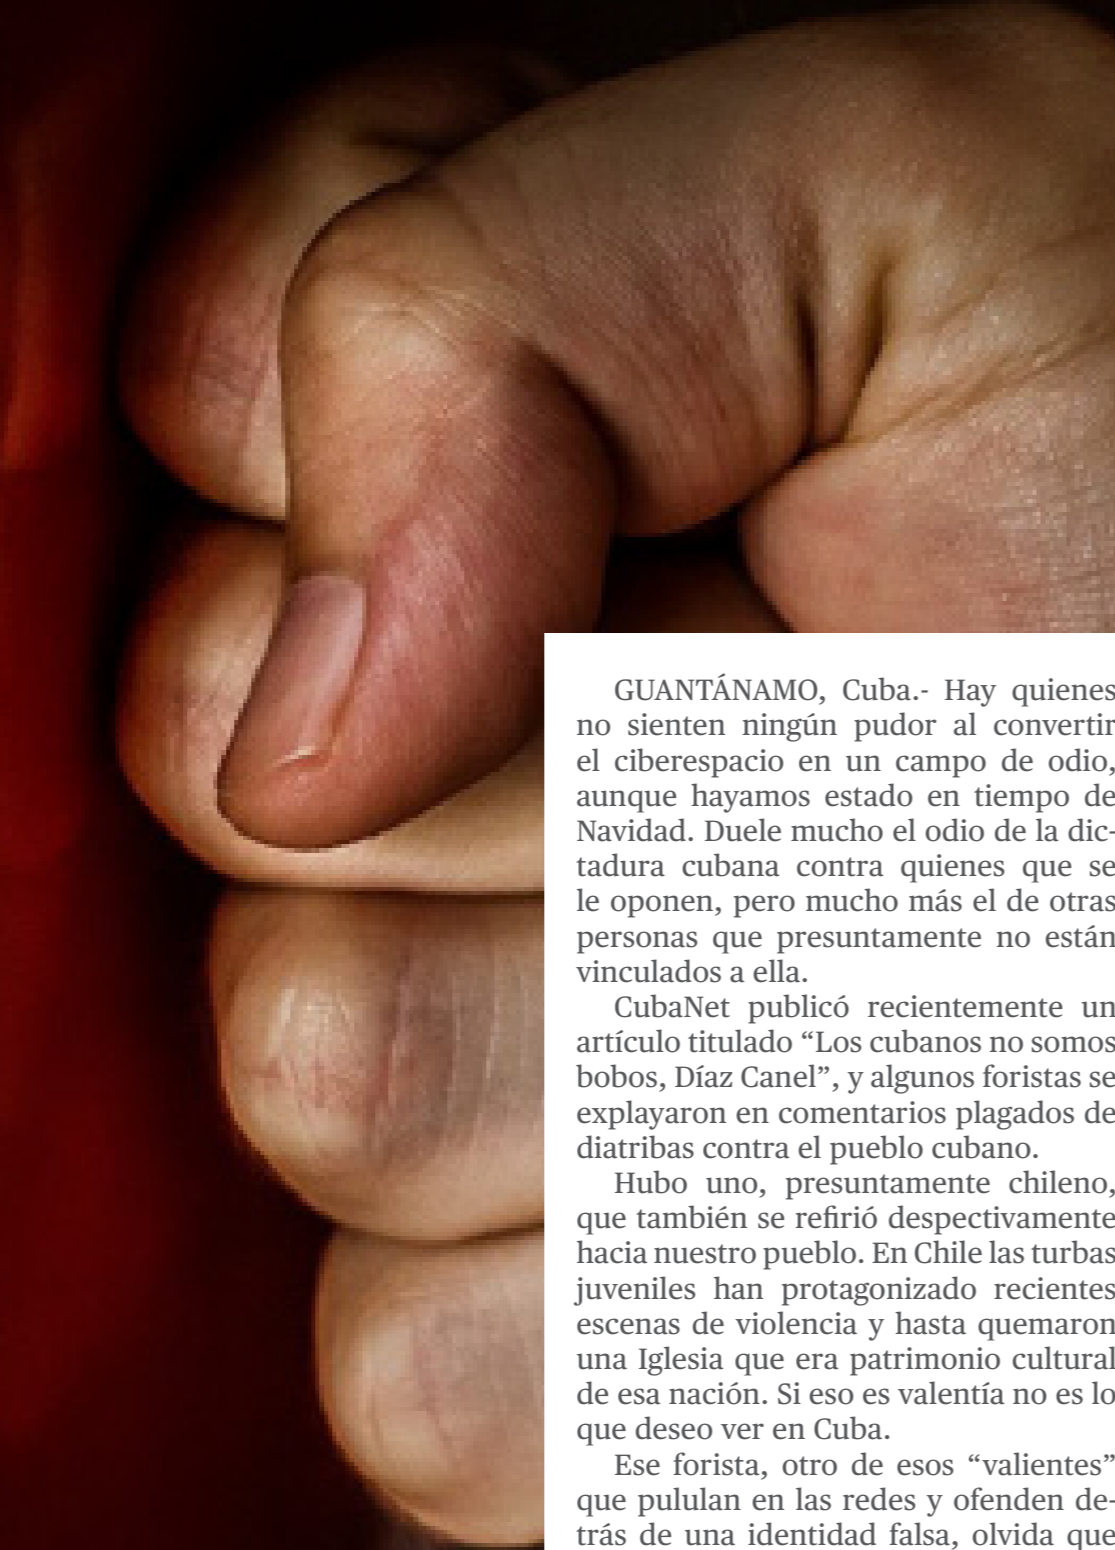 GUANTÁNAMO, Cuba.- Hay quienes
no sienten ningún pudor al convertir
el ciberespacio en un campo de odio,
aunque hayamos estado en tiempo de
Navidad. Duele mucho el odio de la dic-
tadura cubana contra quienes que se
le oponen, pero mucho más el de otras
personas que presuntamente no están
vinculados a ella.
CubaNet publicó recientemente un
artículo titulado “Los cubanos no somos
bobos, Díaz Canel”, y algunos foristas se
explayaron en comentarios plagados de
diatribas contra el pueblo cubano.
Hubo uno, presuntamente chileno,
que también se refirió despectivamente
hacia nuestro pueblo. En Chile las turbas
juveniles han protagonizado recientes
escenas de violencia y hasta quemaron
una Iglesia que era patrimonio cultural
de esa nación. Si eso es valentía no es lo
que deseo ver en Cuba.
Ese forista, otro de esos “valientes”
que pululan en las redes y ofenden de-
trás de una identidad falsa, olvida que